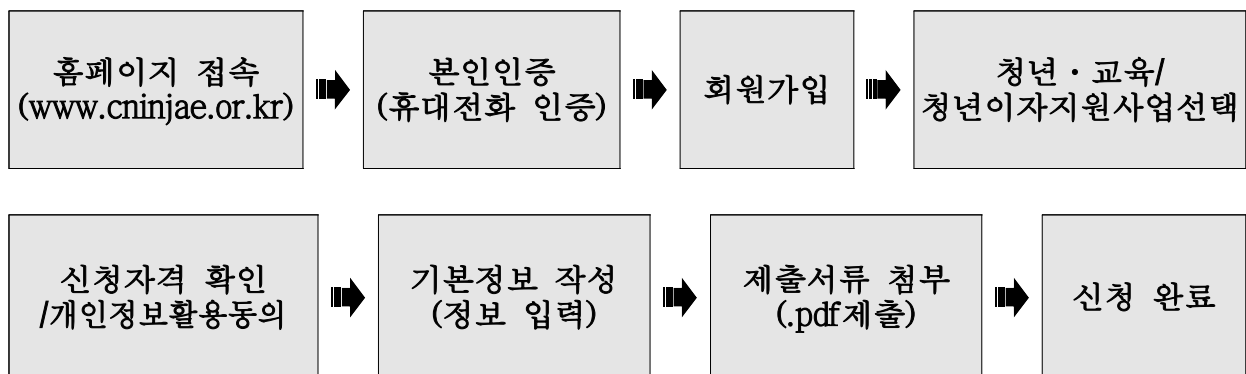 홈페이지 접속
(www.cninjae.or.kr)
본인인증
(휴대전화 인증)
회원가입
청년 · 교육/
청년이자지원사업선택
신청자격 확인
/개인정보활용동의
기본정보 작성
(정보 입력)
제출서류 첨부
(.pdf제출)
신청 완료